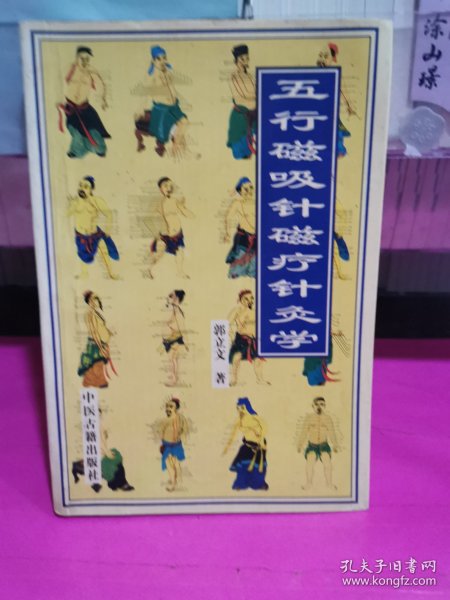 五行磁吸针磁疗针灸学
郭立文 著
中医古籍出版社
涂山璟
孔夫子旧书网
www.kongfz.com